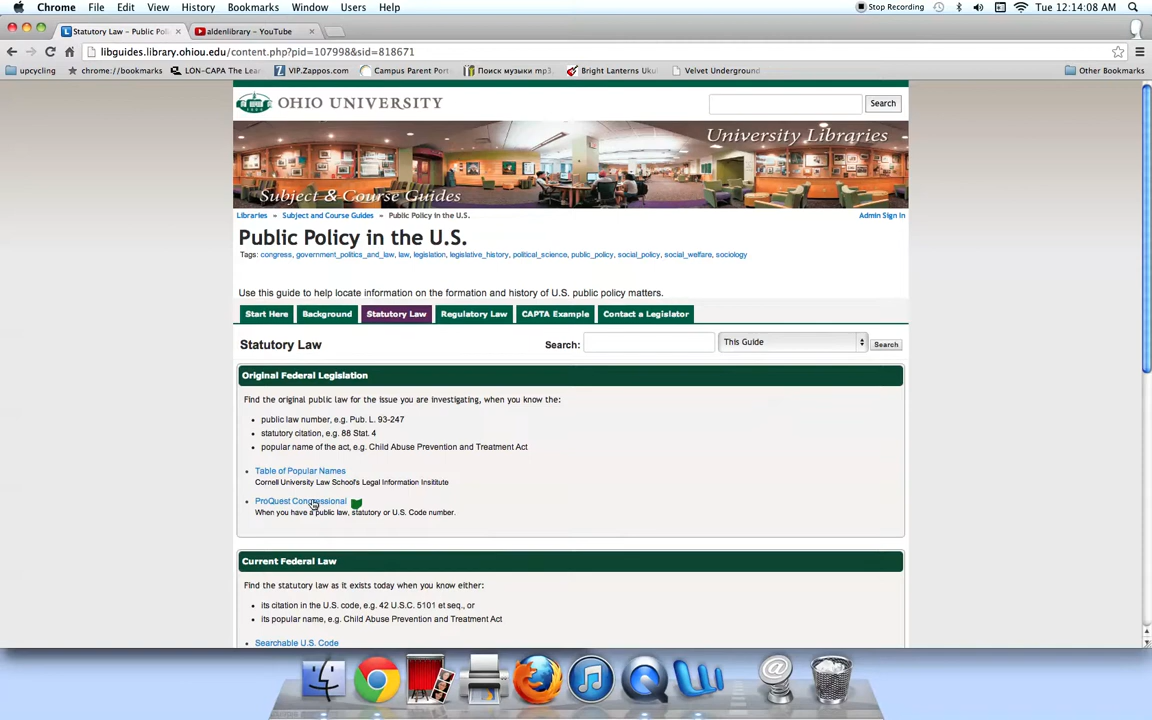 Chrome File Edit View History Bookmarks Window Users Help Stop Recording Tue 12:14:08 AM
Statutory Law – Public Poli × aldenlibrary – YouTube ×
libguides.library.ohiou.edu/content.php?pid=107998&sid=818671
upcycling chrome://bookmarks LON-CAPA The Lear VIP.Zappos.com Campus Parent Port Поиск музыки mp3 Bright Lanterns Uku Velvet Underground Other Bookmarks
OHIO UNIVERSITY Search
University Libraries
Subject & Course Guides
Libraries » Subject and Course Guides » Public Policy in the U.S. Admin Sign In
Public Policy in the U.S.
Tags: congress, government_politics_and_law, law, legislation, legislative_history, political_science, public_policy, social_policy, social_welfare, sociology
Use this guide to help locate information on the formation and history of U.S. public policy matters.
Start Here Background Statutory Law Regulatory Law CAPTA Example Contact a Legislator
Statutory Law Search: This Guide Search
Original Federal Legislation
Find the original public law for the issue you are investigating, when you know the:
• public law number, e.g. Pub. L. 93-247
• statutory citation, e.g. 88 Stat. 4
• popular name of the act, e.g. Child Abuse Prevention and Treatment Act
• Table of Popular Names
Cornell University Law School's Legal Information Insititute
• ProQuest Congressional
When you have a public law, statutory or U.S. Code number.
Current Federal Law
Find the statutory law as it exists today when you know either:
• its citation in the U.S. code, e.g. 42 U.S.C. 5101 et seq., or
• its popular name, e.g. Child Abuse Prevention and Treatment Act
• Searchable U.S. Code